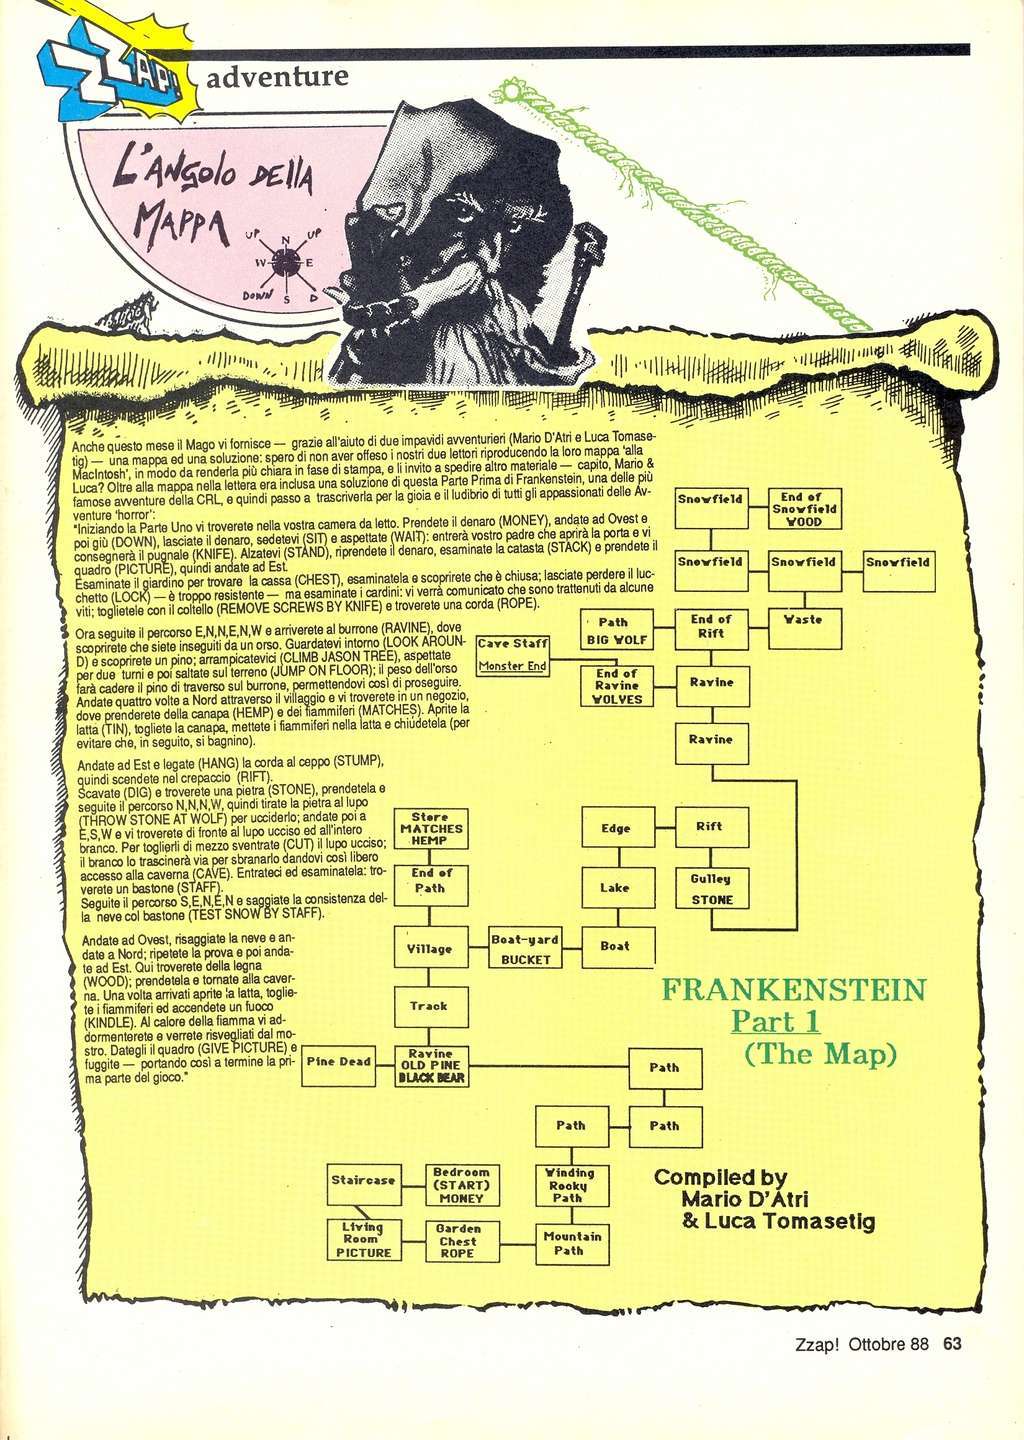 ZZAP!
adventure
L'ANGOLO DELLA
MAPPA
UP N UP
W E
DOWN S D
Anche questo mese il Mago vi fornisce — grazie all'aiuto di due impavidi avventurieri (Mario D'Atri e Luca Tomase-
tig) — una mappa ed una soluzione: spero di non aver offeso i nostri due lettori riproducendo la loro mappa 'alla
MacIntosh', in modo da renderla più chiara in fase di stampa, e li invito a spedire altro materiale — capito, Mario &
Luca? Oltre alla mappa nella lettera era inclusa una soluzione di questa Parte Prima di Frankenstein, una delle più
famose avventure della CRL, e quindi passo a trascriverla per la gioia e il ludibrio di tutti gli appassionati delle Av-
venture 'horror':
"Iniziando la Parte Uno vi troverete nella vostra camera da letto. Prendete il denaro (MONEY), andate ad Ovest e
poi giù (DOWN), lasciate il denaro, sedetevi (SIT) e aspettate (WAIT): entrerà vostro padre che aprirà la porta e vi
consegnerà il pugnale (KNIFE). Alzatevi (STAND), riprendete il denaro, esaminate la catasta (STACK) e prendete il
quadro (PICTURE), quindi andate ad Est.
Esaminate il giardino per trovare la cassa (CHEST), esaminatela e scoprirete che è chiusa; lasciate perdere il luc-
chetto (LOCK) — è troppo resistente — ma esaminate i cardini: vi verrà comunicato che sono trattenuti da alcune
viti; toglietele con il coltello (REMOVE SCREWS BY KNIFE) e troverete una corda (ROPE).
Ora seguite il percorso E,N,N,E,N,W e arriverete al burrone (RAVINE), dove
scoprirete che siete inseguiti da un orso. Guardatevi intorno (LOOK AROUN-
D) e scoprirete un pino; arrampicatevici (CLIMB JASON TREE), aspettate
per due turni e poi saltate sul terreno (JUMP ON FLOOR); il peso dell'orso
farà cadere il pino di traverso sul burrone, permettendovi così di proseguire.
Andate quattro volte a Nord attraverso il villaggio e vi troverete in un negozio,
dove prenderete della canapa (HEMP) e dei fiammiferi (MATCHES). Aprite la
latta (TIN), togliete la canapa, mettete i fiammiferi nella latta e chiudetela (per
evitare che, in seguito, si bagnino).
Andate ad Est e legate (HANG) la corda al ceppo (STUMP),
quindi scendete nel crepaccio (RIFT).
Scavate (DIG) e troverete una pietra (STONE), prendetela e
seguite il percorso N,N,N,W, quindi tirate la pietra al lupo
(THROW STONE AT WOLF) per ucciderlo; andate poi a
E,S,W e vi troverete di fronte al lupo ucciso ed all'intero
branco. Per toglierli di mezzo sventrate (CUT) il lupo ucciso;
il branco lo trascinerà via per sbranarlo dandovi così libero
accesso alla caverna (CAVE). Entrateci ed esaminatela: tro-
verete un bastone (STAFF).
Seguite il percorso S,E,N,E,N e saggiate la consistenza del-
la neve col bastone (TEST SNOW BY STAFF).
Andate ad Ovest, risaggiate la neve e an-
date a Nord; ripetete la prova e poi anda-
te ad Est. Qui troverete della legna
(WOOD); prendetela e tornate alla caver-
na. Una volta arrivati aprite la latta, toglie-
te i fiammiferi ed accendete un fuoco
(KINDLE). Al calore della fiamma vi ad-
dormenterete e verrete risvegliati dal mo-
stro. Dategli il quadro (GIVE PICTURE) e
fuggite — portando così a termine la pri-
ma parte del gioco."
Snowfield
End of
Snowfield
WOOD
Snowfield
Snowfield
Snowfield
Path
BIG WOLF
End of
Rift
Waste
Cave Staff
Monster End
End of
Ravine
WOLVES
Ravine
Ravine
Store
MATCHES
HEMP
Edge
Rift
End of
Path
Lake
Gulley
STONE
Village
Boat-yard
BUCKET
Boat
Track
FRANKENSTEIN
Part 1
(The Map)
Pine Dead
Ravine
OLD PINE
BLACK BEAR
Path
Path
Path
Staircase
Bedroom
(START)
MONEY
Winding
Rocky
Path
Living
Room
PICTURE
Garden
Chest
ROPE
Mountain
Path
Compiled by
Mario D'Atri
& Luca Tomasetig
Zzap! Ottobre 88 63